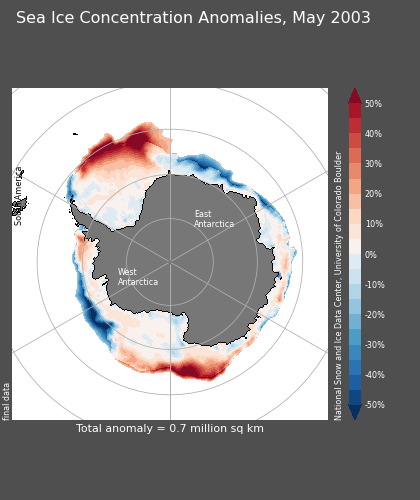 Sea Ice Concentration Anomalies, May 2003
South America
East
Antarctica
West
Antarctica
final data
Total anomaly = 0.7 million sq km
50%
40%
30%
20%
10%
0%
-10%
-20%
-30%
-40%
-50%
National Snow and Ice Data Center, University of Colorado Boulder